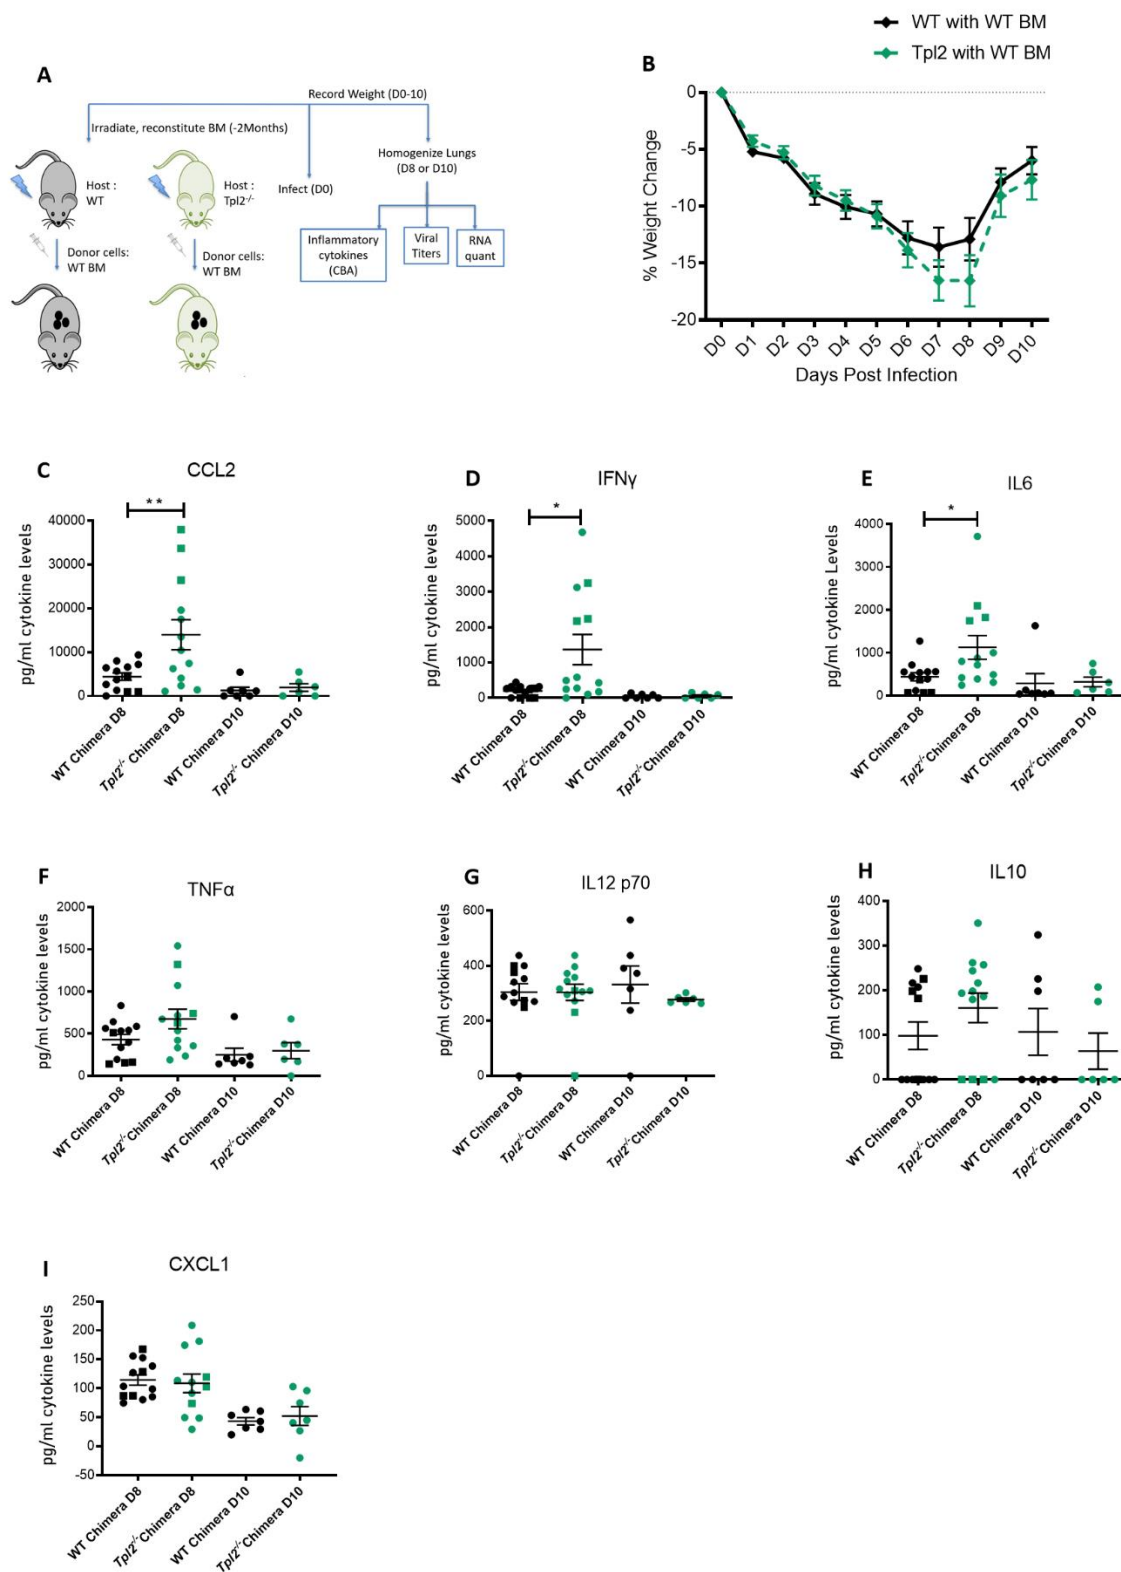 A
Record Weight (D0-10)
Irradiate, reconstitute BM (-2Months)
Host :
WT
Host :
Tpl2-/-
Infect (D0)
Homogenize Lungs
(D8 or D10)
Donor cells:
WT BM
Donor cells:
WT BM
Inflammatory
cytokines
(CBA)
Viral
Titers
RNA
quant
WT with WT BM
Tpl2 with WT BM
B
% Weight Change
0
-5
-10
-15
-20
D0
D1
D2
D3
D4
D5
D6
D7
D8
D9
D10
Days Post Infection
C
CCL2
**
pg/ml cytokine levels
40000
30000
20000
10000
0
WT Chimera D8
Tpl2-/- Chimera D8
WT Chimera D10
Tpl2-/- Chimera D10
D
IFNγ
*
pg/ml cytokine levels
5000
4000
3000
2000
1000
0
WT Chimera D8
Tpl2-/- Chimera D8
WT Chimera D10
Tpl2-/- Chimera D10
E
IL6
*
pg/ml cytokine Levels
4000
3000
2000
1000
0
WT Chimera D8
Tpl2-/- Chimera D8
WT Chimera D10
Tpl2-/- Chimera D10
F
TNFα
pg/ml cytokine levels
2000
1500
1000
500
0
WT Chimera D8
Tpl2-/- Chimera D8
WT Chimera D10
Tpl2-/- Chimera D10
G
IL12 p70
pg/ml cytokine levels
600
400
200
0
WT Chimera D8
Tpl2-/- Chimera D8
WT Chimera D10
Tpl2-/- Chimera D10
H
IL10
pg/ml cytokine levels
400
300
200
100
0
WT Chimera D8
Tpl2-/- Chimera D8
WT Chimera D10
Tpl2-/- Chimera D10
I
CXCL1
pg/ml cytokine levels
250
200
150
100
50
0
-50
WT Chimera D8
Tpl2-/- Chimera D8
WT Chimera D10
Tpl2-/- Chimera D10